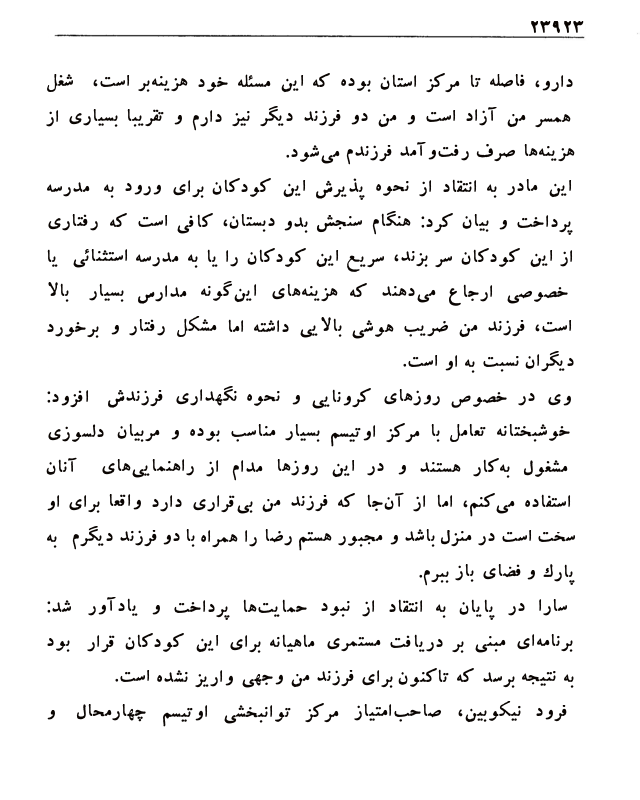 ۲۳۹۲۳
دارو، فاصله تا مرکز استان بوده که این مسئله خود هزینه‌بر است، شغل
همسر من آزاد است و من دو فرزند دیگر نیز دارم و تقریبا بسیاری از
هزینه‌ها صرف رفت‌وآمد فرزندم می‌شود.
این مادر به انتقاد از نحوه پذیرش این کودکان برای ورود به مدرسه
پرداخت و بیان کرد: هنگام سنجش بدو دبستان، کافی است که رفتاری
از این کودکان سر بزند، سریع این کودکان را یا به مدرسه استثنائی یا
خصوصی ارجاع می‌دهند که هزینه‌های این‌گونه مدارس بسیار بالا
است، فرزند من ضریب هوشی بالایی داشته اما مشکل رفتار و برخورد
دیگران نسبت به او است.
وی در خصوص روزهای کرونایی و نحوه نگهداری فرزندش افزود:
خوشبختانه تعامل با مرکز اوتیسم بسیار مناسب بوده و مربیان دلسوزی
مشغول به‌کار هستند و در این روزها مدام از راهنمایی‌های آنان
استفاده می‌کنم، اما از آن‌جا که فرزند من بی‌قراری دارد واقعا برای او
سخت است در منزل باشد و مجبور هستم رضا را همراه با دو فرزند دیگرم به
پارك و فضای باز ببرم.
سارا در پایان به انتقاد از نبود حمایت‌ها پرداخت و یادآور شد:
برنامه‌ای مبنی بر دریافت مستمری ماهیانه برای این کودکان قرار بود
به نتیجه برسد که تاکنون برای فرزند من وجهی واریز نشده است.
فرود نیکوبین، صاحب‌امتیاز مرکز توانبخشی اوتیسم چهارمحال و